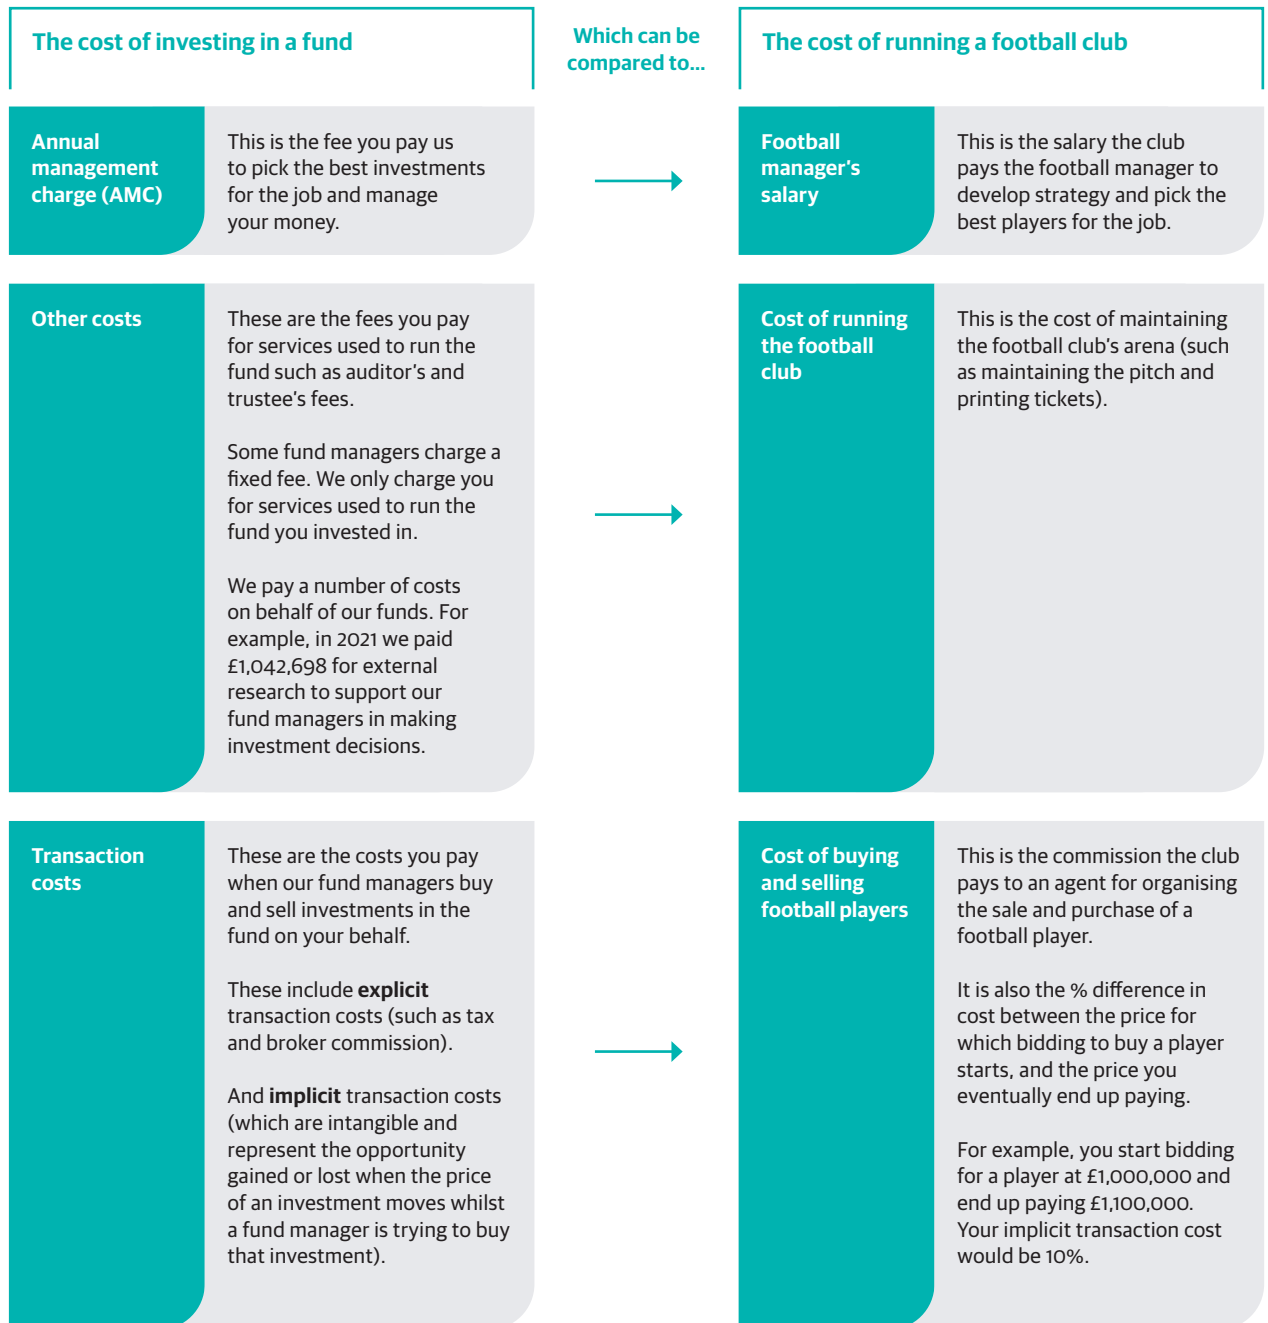 The cost of investing in a fund
Which can be
compared to...
The cost of running a football club
Annual
management
charge (AMC)
This is the fee you pay us
to pick the best investments
for the job and manage
your money.
Football
manager's
salary
This is the salary the club
pays the football manager to
develop strategy and pick the
best players for the job.
Other costs
These are the fees you pay
for services used to run the
fund such as auditor's and
trustee's fees.
Some fund managers charge a
fixed fee. We only charge you
for services used to run the
fund you invested in.
We pay a number of costs
on behalf of our funds. For
example, in 2021 we paid
£1,042,698 for external
research to support our
fund managers in making
investment decisions.
Cost of running
the football
club
This is the cost of maintaining
the football club's arena (such
as maintaining the pitch and
printing tickets).
Transaction
costs
These are the costs you pay
when our fund managers buy
and sell investments in the
fund on your behalf.
These include explicit
transaction costs (such as tax
and broker commission).
And implicit transaction costs
(which are intangible and
represent the opportunity
gained or lost when the price
of an investment moves whilst
a fund manager is trying to buy
that investment).
Cost of buying
and selling
football players
This is the commission the club
pays to an agent for organising
the sale and purchase of a
football player.
It is also the % difference in
cost between the price for
which bidding to buy a player
starts, and the price you
eventually end up paying.
For example, you start bidding
for a player at £1,000,000 and
end up paying £1,100,000.
Your implicit transaction cost
would be 10%.